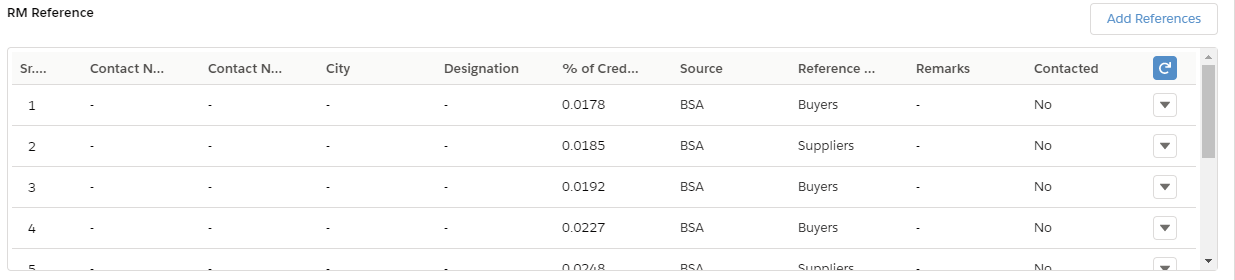 RM Reference
Add References
Sr.... Contact N... Contact N... City Designation % of Cred... Source Reference ... Remarks Contacted
1 - - - - 0.0178 BSA Buyers - No
2 - - - - 0.0185 BSA Suppliers - No
3 - - - - 0.0192 BSA Buyers - No
4 - - - - 0.0227 BSA Buyers - No
5 - - - - 0.0248 BSA Suppliers - No